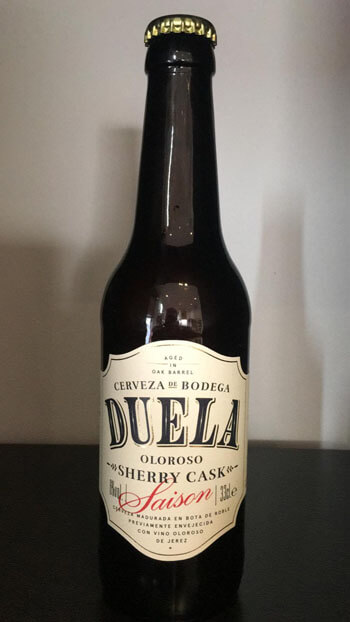 AGED
IN
OAK BARREL
CERVEZA DE BODEGA
DUELA
OLOROSO
SHERRY CASK
Saison 33cl e
CERVEZA MADURADA EN BOTA DE ROBLE
PREVIAMENTE ENVEJECIDA
CON VINO OLOROSO
DE JEREZ